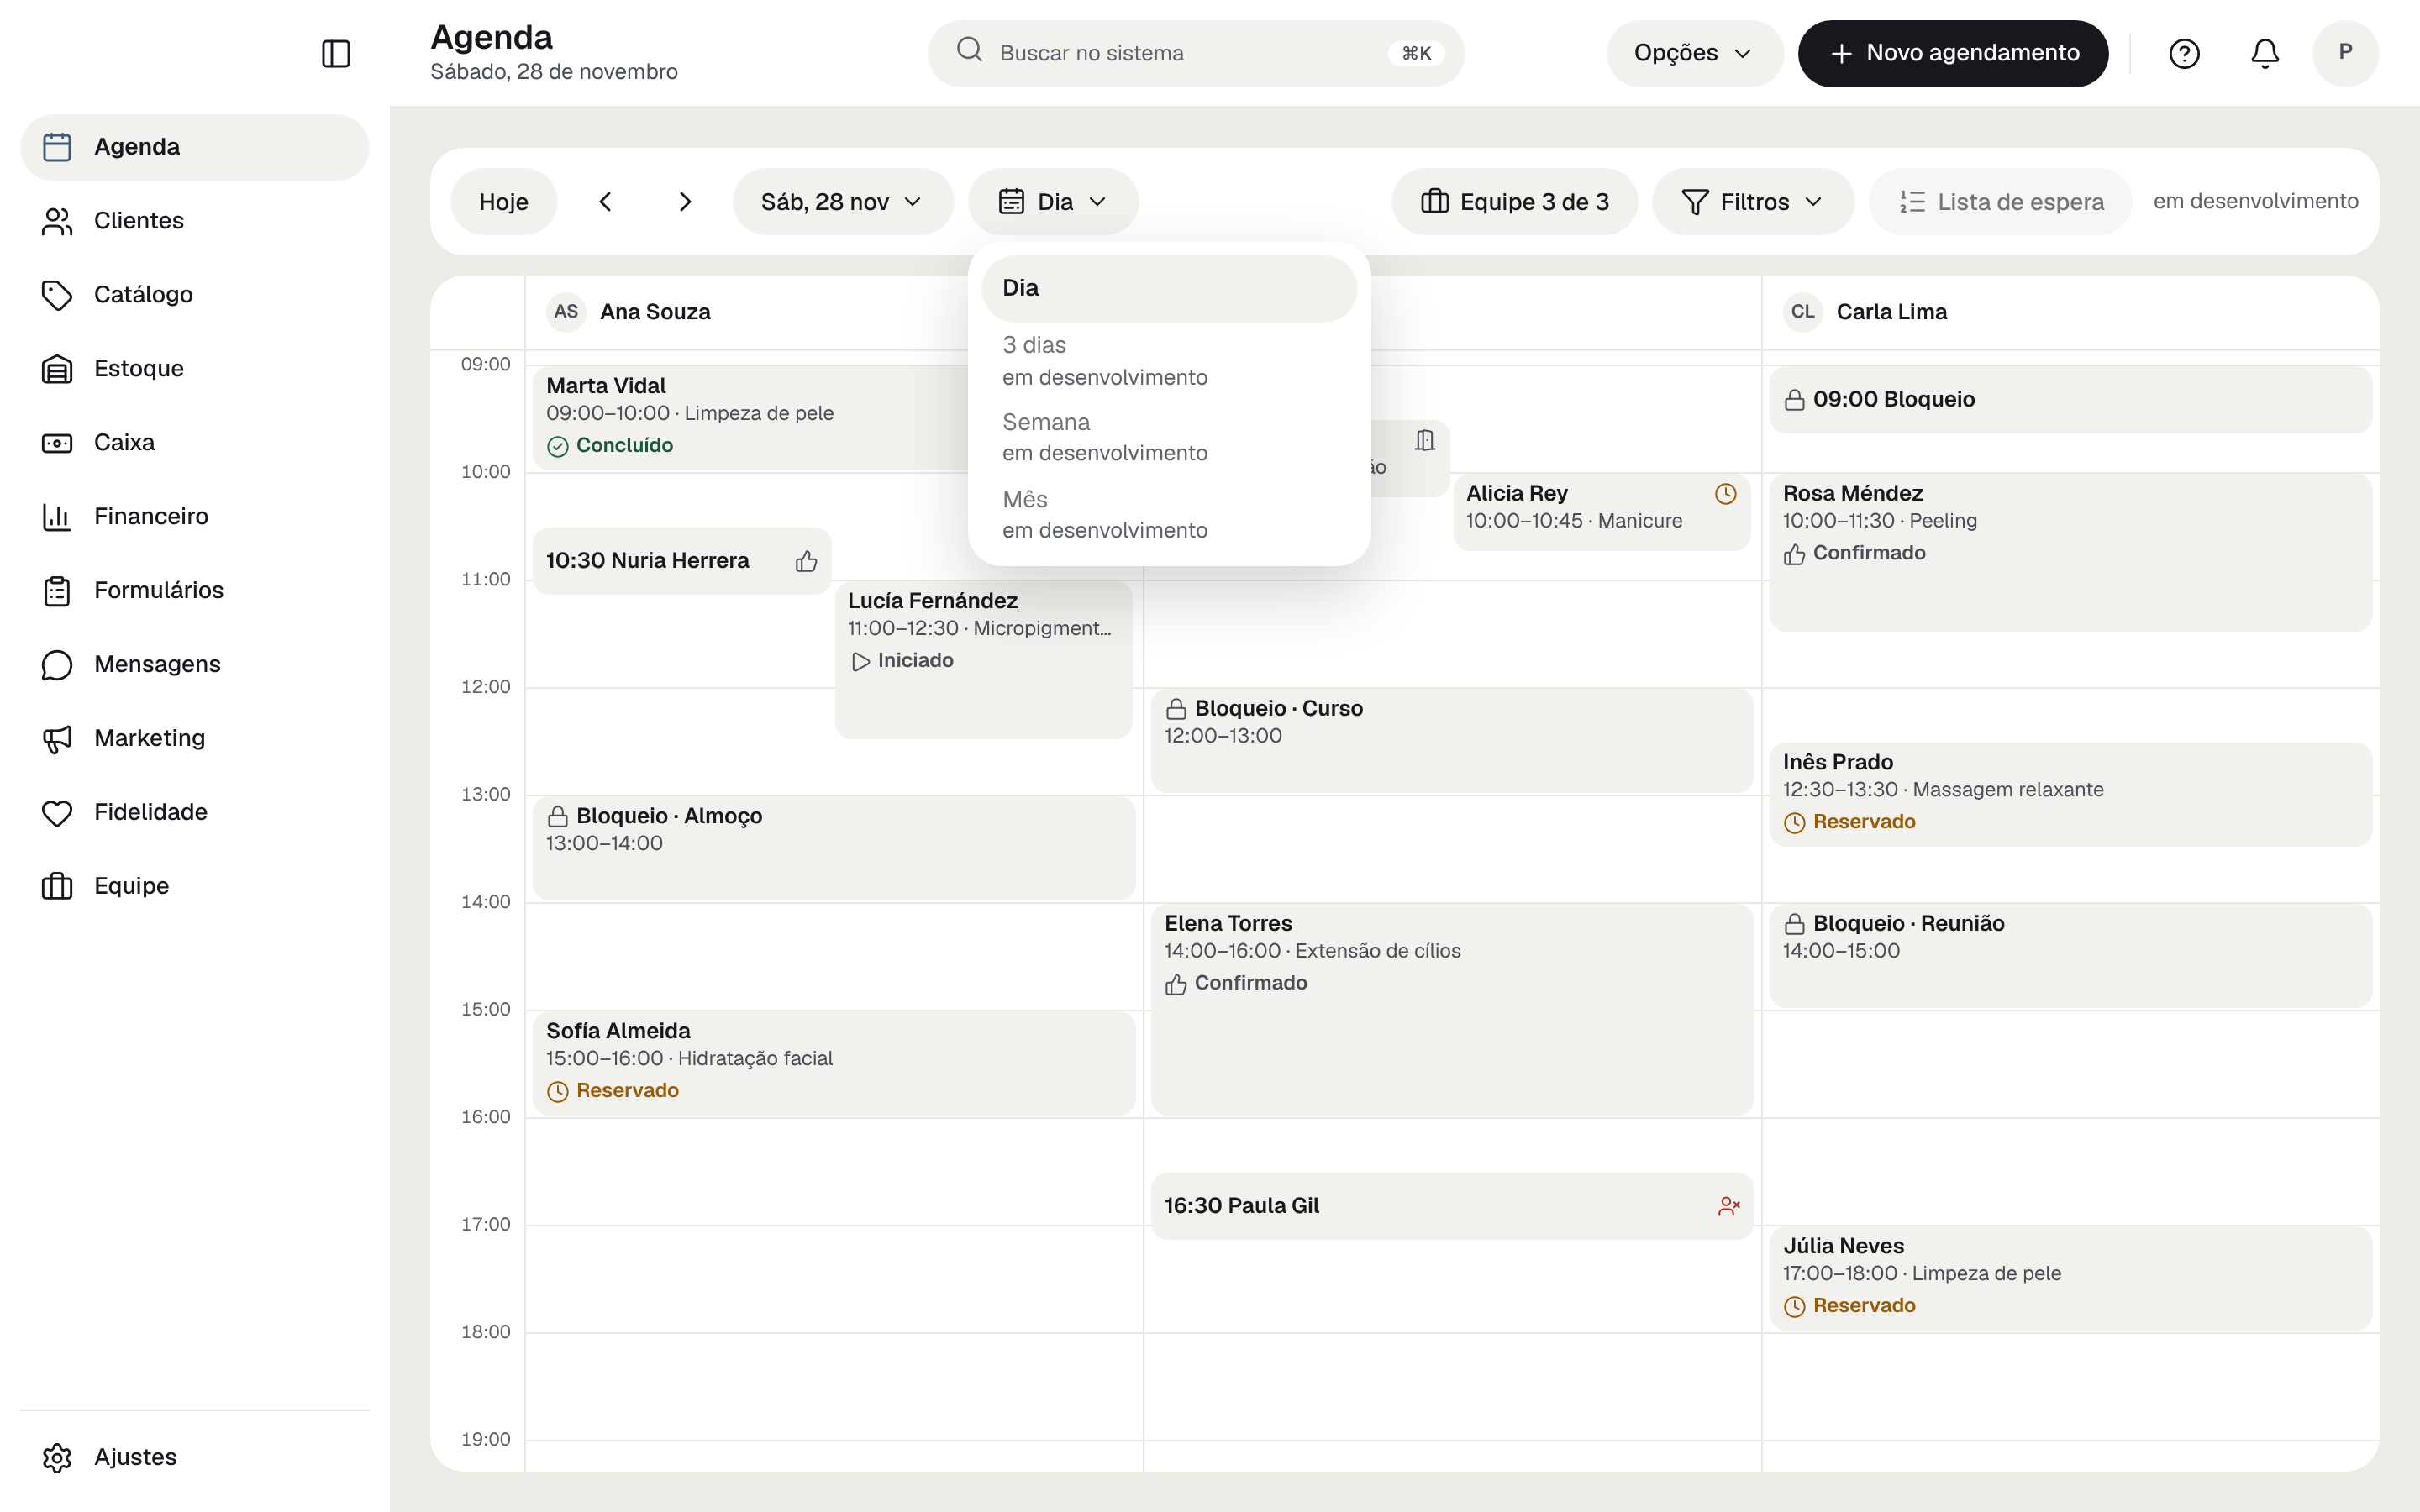 Agenda
Sábado, 28 de novembro
Buscar no sistema
⌘K
Opções
Novo agendamento
P
Agenda
Clientes
Catálogo
Estoque
Caixa
Financeiro
Formulários
Mensagens
Marketing
Fidelidade
Equipe
Ajustes
Hoje
Sáb, 28 nov
Dia
Equipe 3 de 3
Filtros
Lista de espera
em desenvolvimento
Dia
3 dias
em desenvolvimento
Semana
em desenvolvimento
Mês
em desenvolvimento
AS
Ana Souza
CL
Carla Lima
09:00
10:00
11:00
12:00
13:00
14:00
15:00
16:00
17:00
18:00
19:00
Marta Vidal
09:00–10:00 · Limpeza de pele
Concluído
10:30 Nuria Herrera
Lucía Fernández
11:00–12:30 · Micropigment…
Iniciado
Bloqueio · Almoço
13:00–14:00
Sofía Almeida
15:00–16:00 · Hidratação facial
Reservado
Alicia Rey
10:00–10:45 · Manicure
Bloqueio · Curso
12:00–13:00
Elena Torres
14:00–16:00 · Extensão de cílios
Confirmado
16:30 Paula Gil
09:00 Bloqueio
Rosa Méndez
10:00–11:30 · Peeling
Confirmado
Inês Prado
12:30–13:30 · Massagem relaxante
Reservado
Bloqueio · Reunião
14:00–15:00
Júlia Neves
17:00–18:00 · Limpeza de pele
Reservado